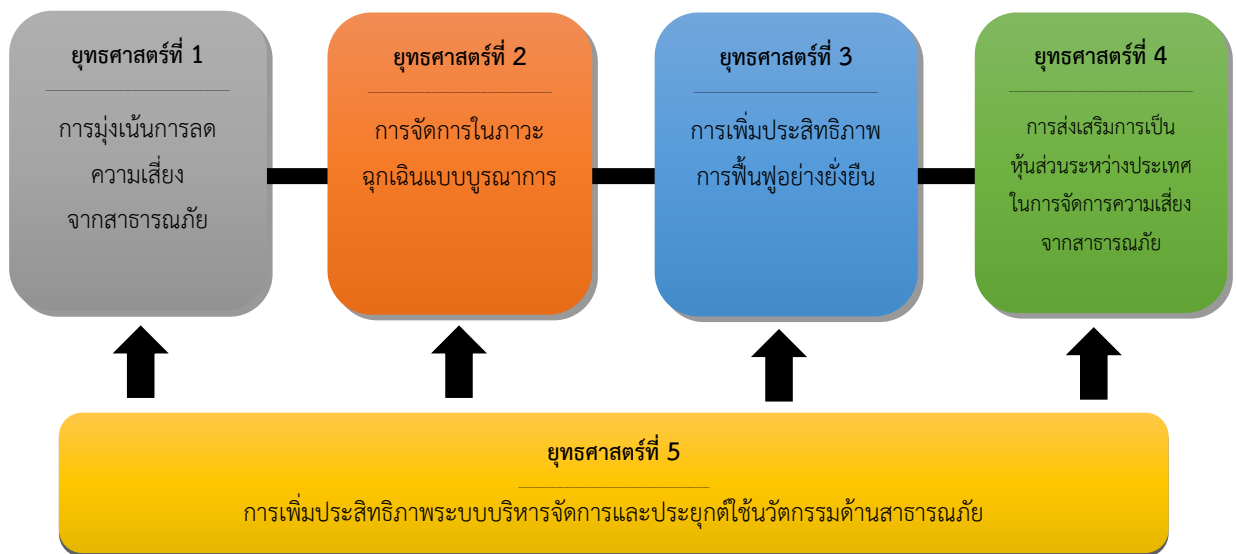 ยุทธศาสตร์ที่ 1
การมุ่งเน้นการลด
ความเสี่ยง
จากสาธารณภัย
ยุทธศาสตร์ที่ 2
การจัดการในภาวะ
ฉุกเฉินแบบบูรณาการ
ยุทธศาสตร์ที่ 3
การเพิ่มประสิทธิภาพ
การฟื้นฟูอย่างยั่งยืน
ยุทธศาสตร์ที่ 4
การส่งเสริมการเป็น
หุ้นส่วนระหว่างประเทศ
ในการจัดการความเสี่ยง
จากสาธารณภัย
ยุทธศาสตร์ที่ 5
การเพิ่มประสิทธิภาพระบบบริหารจัดการและประยุกต์ใช้นวัตกรรมด้านสาธารณภัย